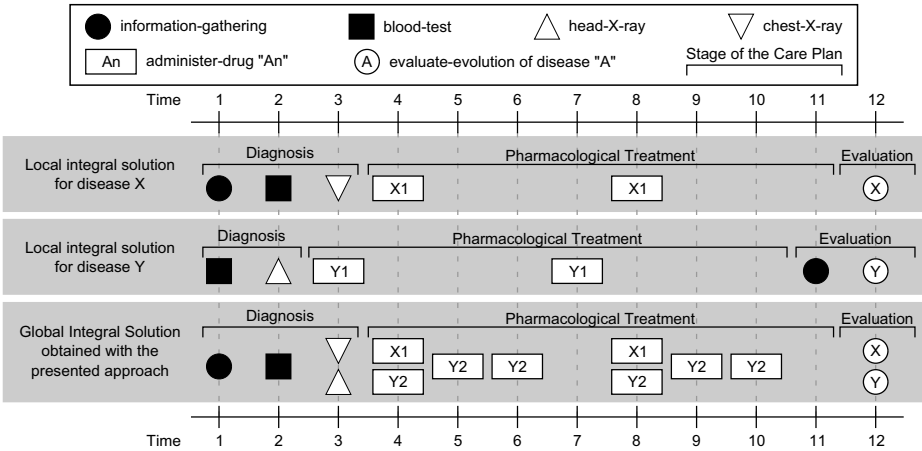 information-gathering blood-test head-X-ray chest-X-ray
An administer-drug "An" A evaluate-evolution of disease "A" Stage of the Care Plan
Time 1 2 3 4 5 6 7 8 9 10 11 12
Diagnosis Pharmacological Treatment Evaluation
Local integral solution
for disease X
X1 X1 X
Diagnosis Pharmacological Treatment Evaluation
Local integral solution
for disease Y
Y1 Y1 Y
Diagnosis Pharmacological Treatment Evaluation
Global Integral Solution
obtained with the
presented approach
X1 X1 X
Y2 Y2 Y2 Y2 Y2 Y2 Y
Time 1 2 3 4 5 6 7 8 9 10 11 12